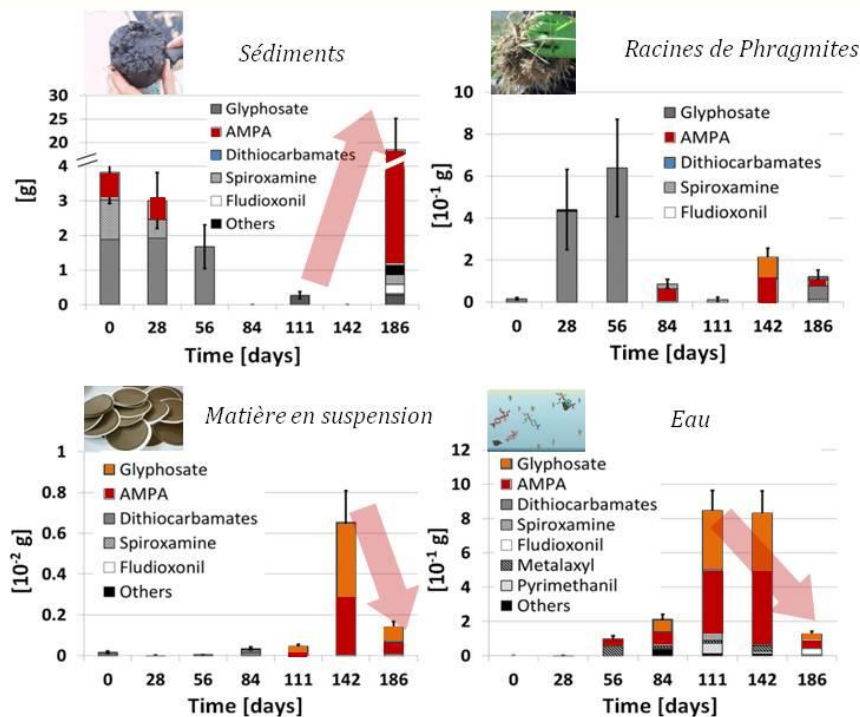 Sédiments
30
25
20
4
3
2
1
0
[g]
Glyphosate
AMPA
Dithiocarbamates
Spiroxamine
Fludioxonil
Others
0 28 56 84 111 142 186
Time [days]
Racines de Phragmites
10
8
6
4
2
0
[10⁻¹ g]
Glyphosate
AMPA
Dithiocarbamates
Spiroxamine
Fludioxonil
0 28 56 84 111 142 186
Time [days]
Matière en suspension
1
0.8
0.6
0.4
0.2
0
[10⁻² g]
Glyphosate
AMPA
Dithiocarbamates
Spiroxamine
Fludioxonil
Others
0 28 56 84 111 142 186
Time [days]
Eau
12
10
8
6
4
2
0
[10⁻¹ g]
Glyphosate
AMPA
Dithiocarbamates
Spiroxamine
Fludioxonil
Metalaxyl
Pyrimethanil
Others
0 28 56 84 111 142 186
Time [days]